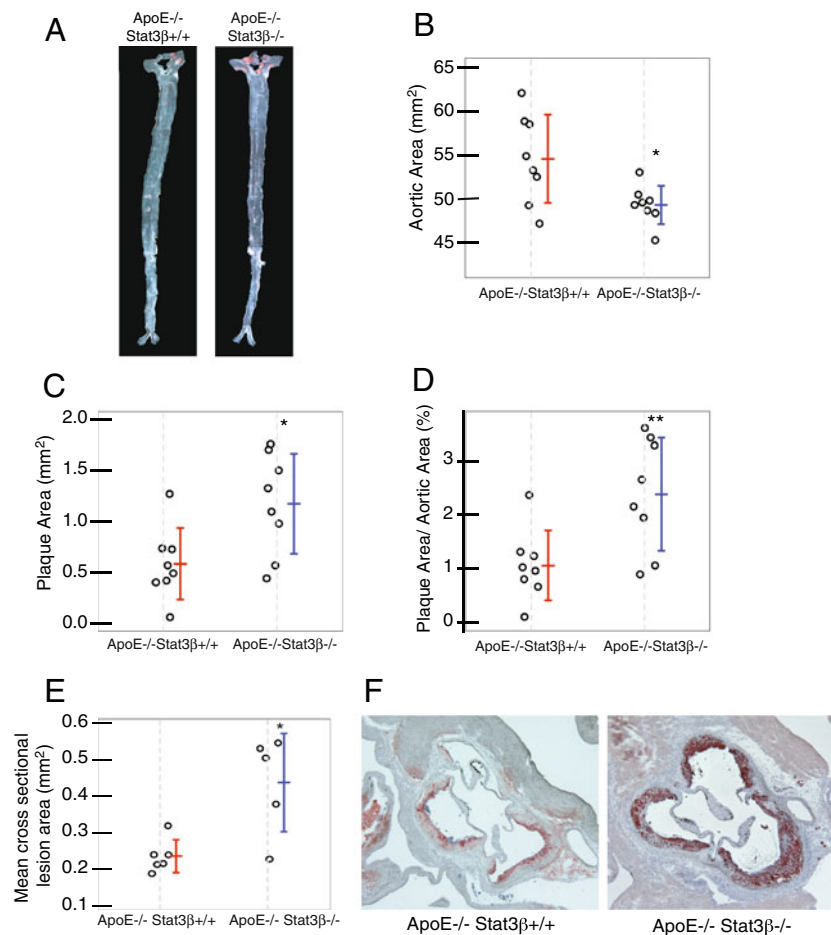 A
ApoE-/-
Stat3β+/+
ApoE-/-
Stat3β-/-
B
Aortic Area (mm²)
65
60
55
50
45
*
ApoE-/-Stat3β+/+
ApoE-/-Stat3β-/-
C
Plaque Area (mm²)
2.0
1.5
1.0
0.5
0.0
*
ApoE-/-Stat3β+/+
ApoE-/-Stat3β-/-
D
Plaque Area/ Aortic Area (%)
3
2
1
0
**
ApoE-/-Stat3β+/+
ApoE-/-Stat3β-/-
E
Mean cross sectional
lesion area (mm²)
0.6
0.5
0.4
0.3
0.2
0.1
*
ApoE-/- Stat3β+/+
ApoE-/- Stat3β-/-
F
ApoE-/- Stat3β+/+
ApoE-/- Stat3β-/-